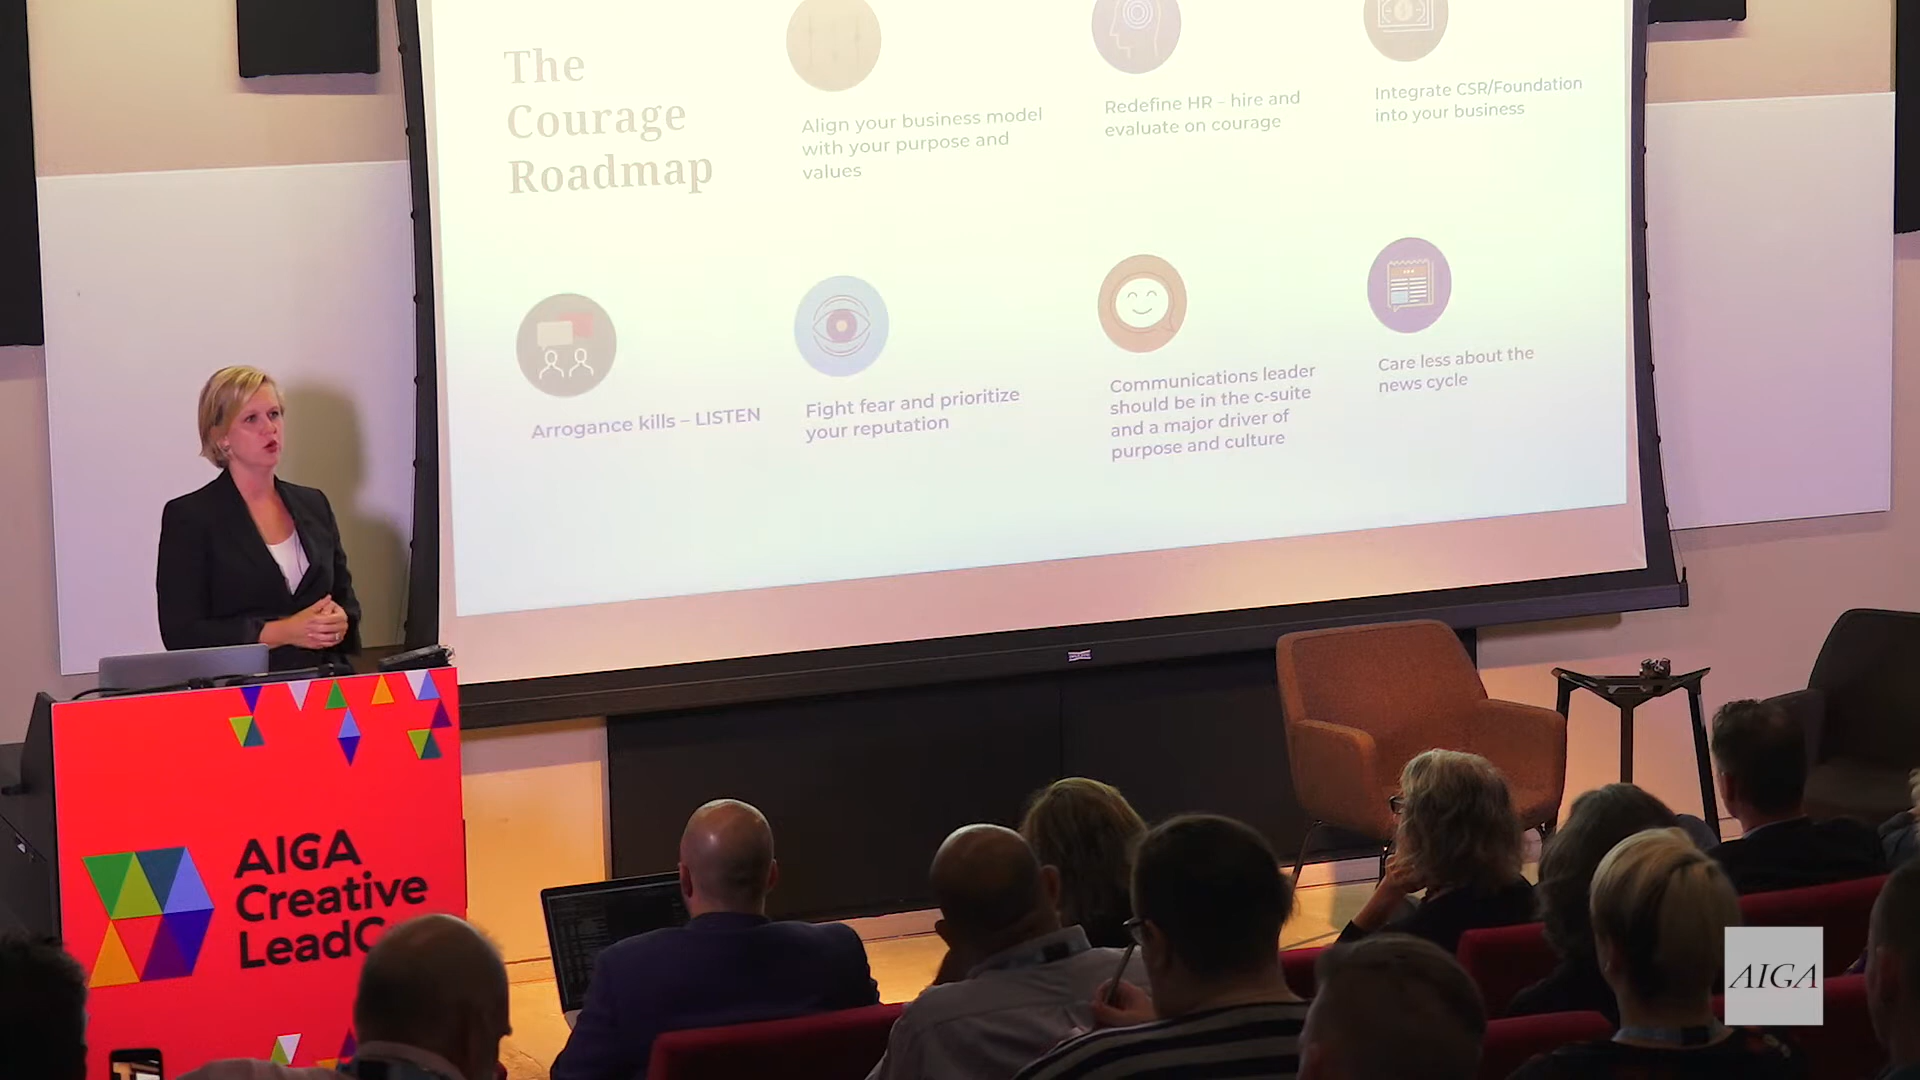 The
Courage
Roadmap
Align your business model
with your purpose and
values
Redefine HR - hire and
evaluate on courage
Integrate CSR/Foundation
into your business
Arrogance kills – LISTEN
Fight fear and prioritize
your reputation
Communications leader
should be in the c-suite
and a major driver of
purpose and culture
Care less about the
news cycle
AIGA
Creative
LeadC
AIGA